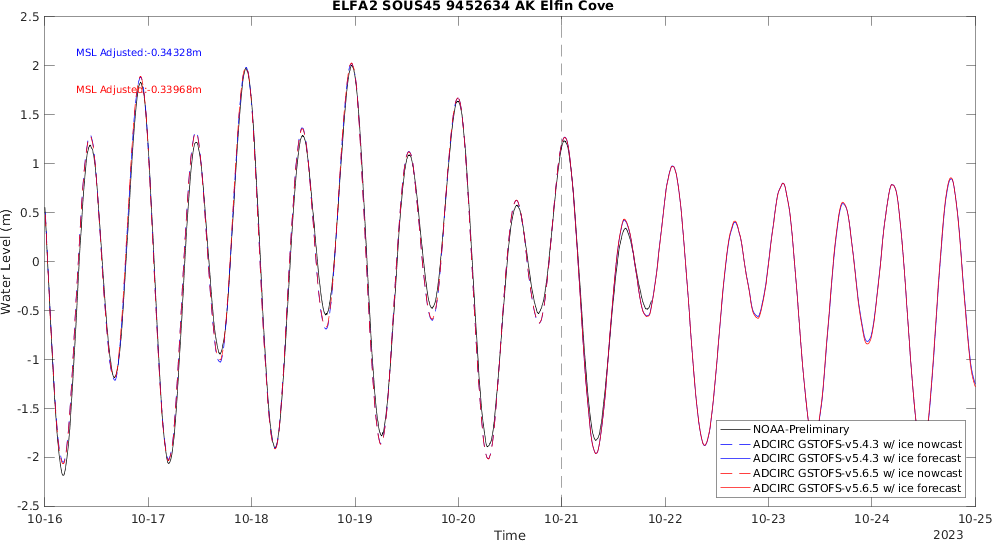 ELFA2 SOUS45 9452634 AK Elfin Cove
2.5
2
1.5
1
0.5
0
-0.5
-1
-1.5
-2
-2.5
Water Level (m)
MSL Adjusted:-0.34328m
MSL Adjusted:-0.33968m
NOAA-Preliminary
ADCIRC GSTOFS-v5.4.3 w/ ice nowcast
ADCIRC GSTOFS-v5.4.3 w/ ice forecast
ADCIRC GSTOFS-v5.6.5 w/ ice nowcast
ADCIRC GSTOFS-v5.6.5 w/ ice forecast
10-16 10-17 10-18 10-19 10-20 10-21 10-22 10-23 10-24 10-25
Time
2023